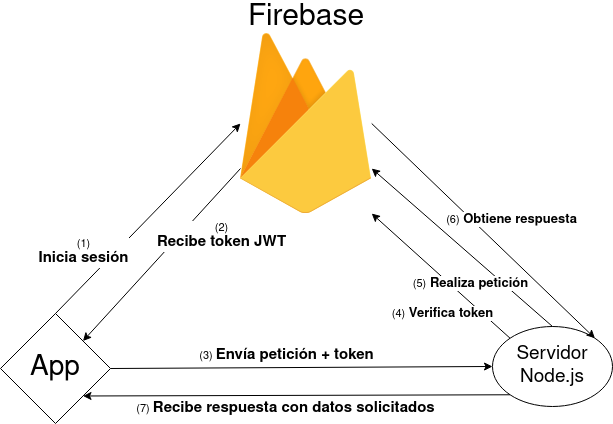 Firebase
(1)
Inicia sesión
(2)
Recibe token JWT
(6) Obtiene respuesta
(5) Realiza petición
(4) Verifica token
(3) Envía petición + token
App
Servidor
Node.js
(7) Recibe respuesta con datos solicitados